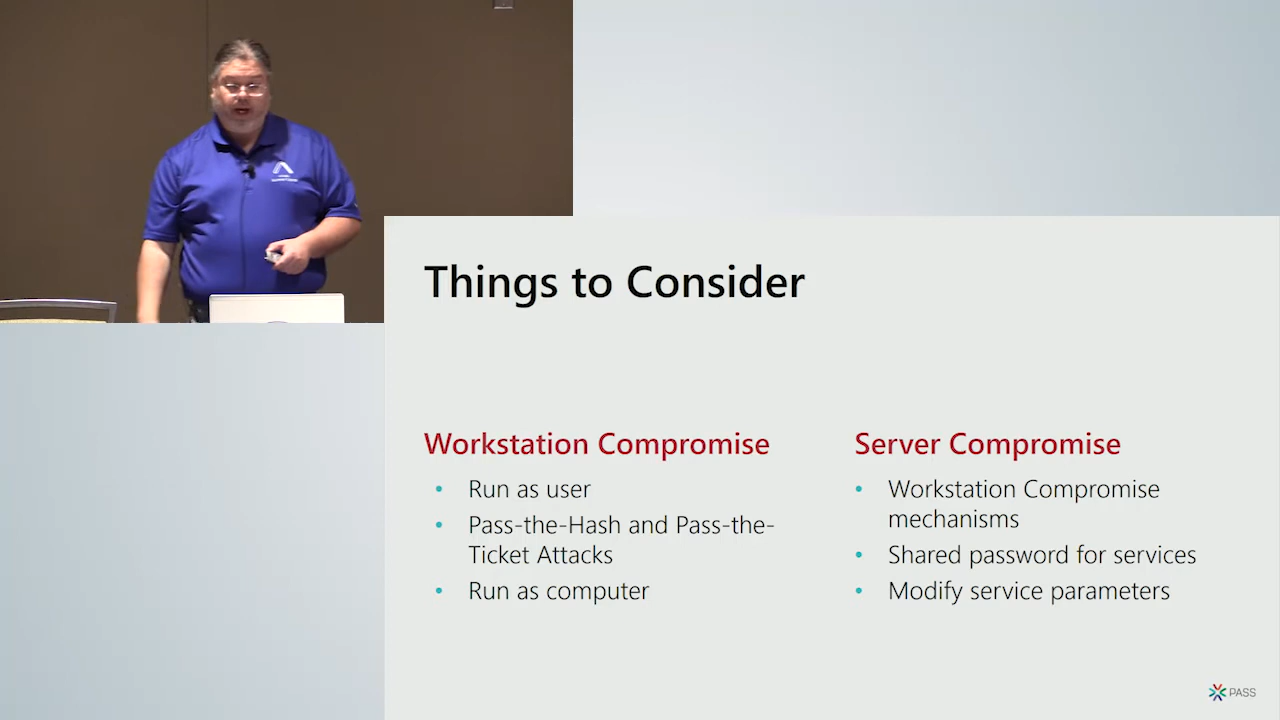 Things to Consider
Workstation Compromise
• Run as user
• Pass-the-Hash and Pass-the-
Ticket Attacks
• Run as computer
Server Compromise
• Workstation Compromise
mechanisms
• Shared password for services
• Modify service parameters
PASS